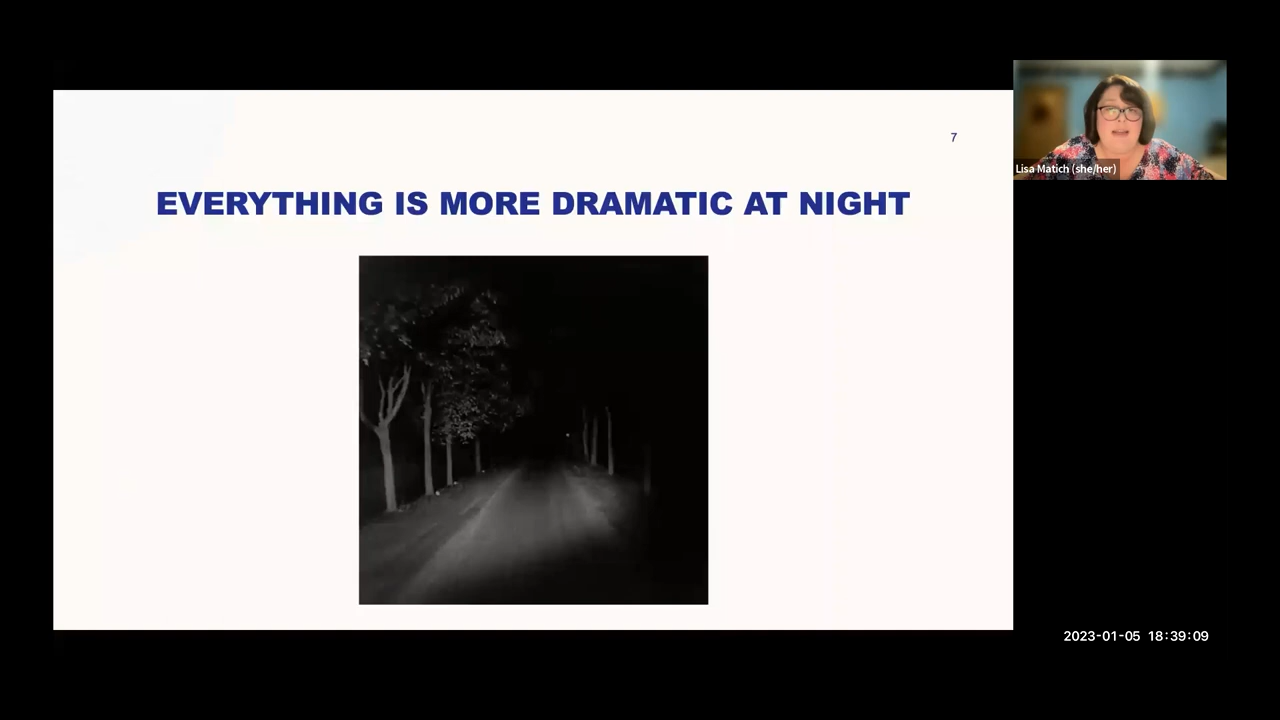 7
EVERYTHING IS MORE DRAMATIC AT NIGHT
Lisa Matich (she/her)
2023-01-05 18:39:09